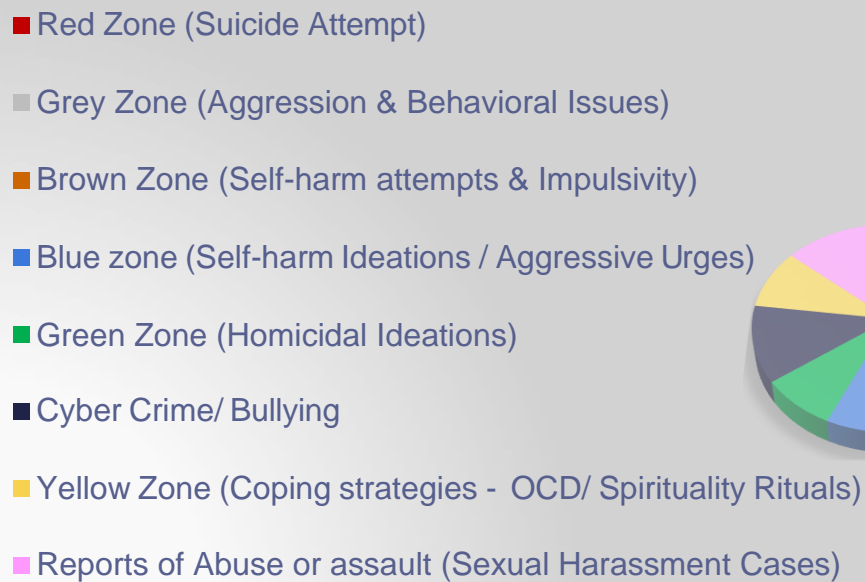 Red Zone (Suicide Attempt)
Grey Zone (Aggression & Behavioral Issues)
Brown Zone (Self-harm attempts & Impulsivity)
Blue zone (Self-harm Ideations / Aggressive Urges)
Green Zone (Homicidal Ideations)
Cyber Crime/ Bullying
Yellow Zone (Coping strategies - OCD/ Spirituality Rituals)
Reports of Abuse or assault (Sexual Harassment Cases)